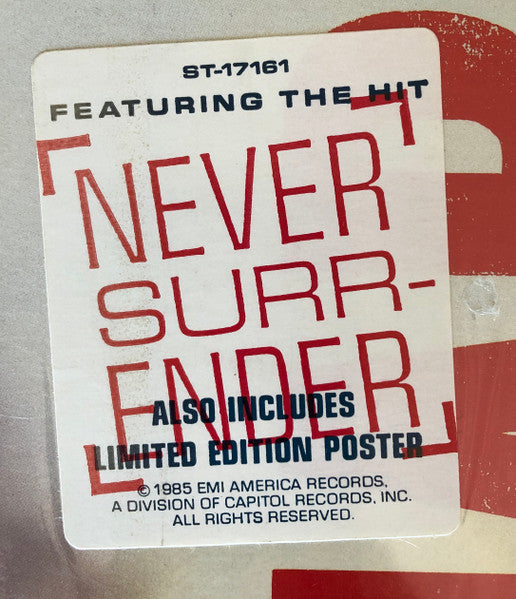 ST-17161
FEATURING THE HIT
NEVER
SURR-
ENDER
ALSO INCLUDES
LIMITED EDITION POSTER
© 1985 EMI AMERICA RECORDS,
A DIVISION OF CAPITOL RECORDS, INC.
ALL RIGHTS RESERVED.